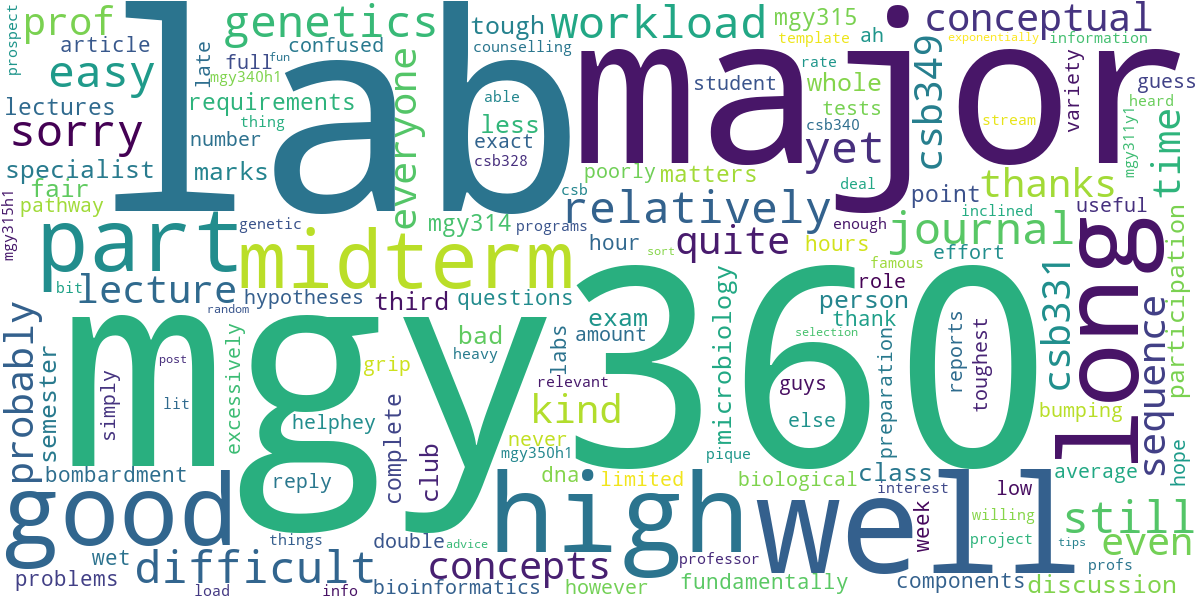 prospect
prof
genetics
tough
workload
mgy315
csb349
conceptual
article
confused
counselling
template
ah
exponentially
information
easy
late
full
fun
lab
major
student
rate
whole
variety
guess
mgy340h1
everyone
able
less
tests
heard
lectures
requirements
thing
exact
csb340
stream
sorry
number
csb328
yet
mgy311y1
time
specialist
marks
poorly
matters
deal
point
thanks
fair
pathway
csb
relatively
inclined
useful
mgy315h1
part
genetic
mgy314
programs
hour
quite
enough
hours
journal
long
midterm
sort
famous
effort
csb331
participation
bit
lecture
hypotheses
third
questions
role
person
probably
random
mgy360
exam
thank
selection
sequence
semester
excessively
bad
labs
amount
microbiology
preparation
reports
toughest
post
grip
heavy
simply
lit
helphey
relevant
guys
bumping
complete
club
kind
else
never
mgy350h1
pique
good
reply
high
well
class
average
hope
bombardment
dna
limited
biological
interest
low
week
willing
still
things
double
advice
project
tips
even
wet
difficult
concepts
professor
profs
problems
load
info
bioinformatics
however
fundamentally
components
discussion